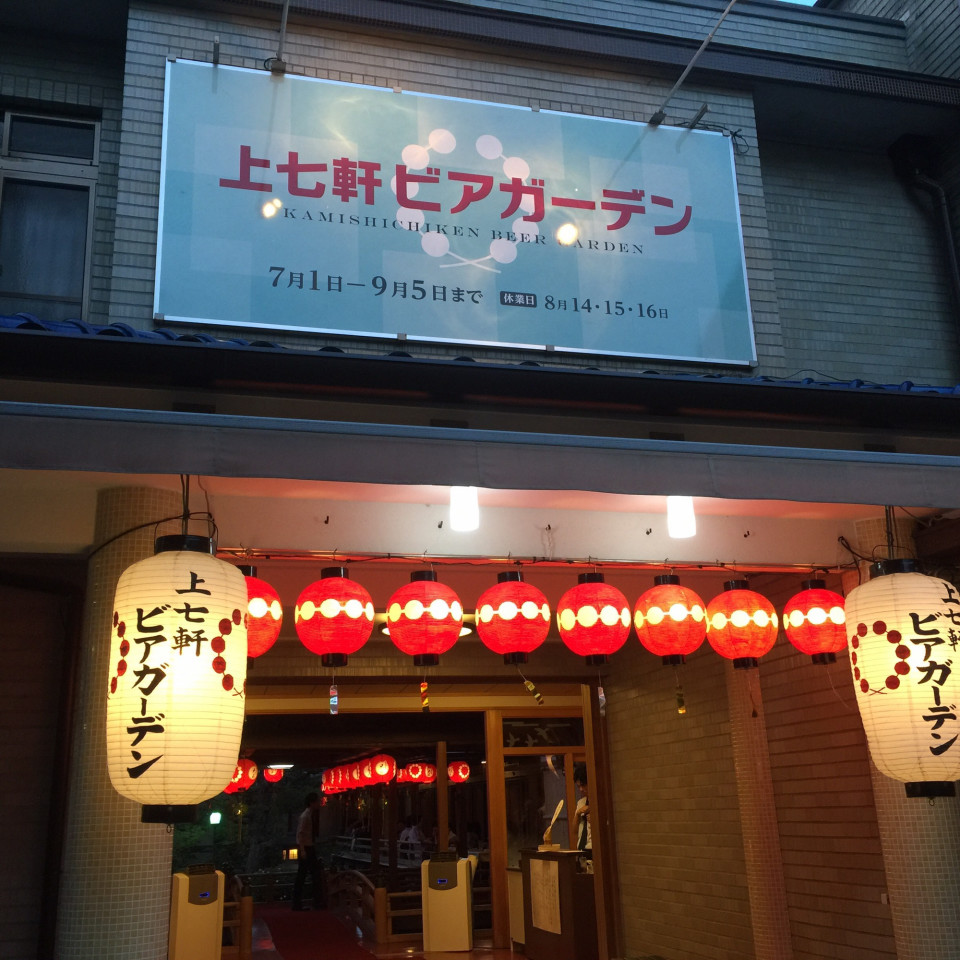 上七軒ビアガーデン
KAMISHICHIKEN BEER GARDEN
7月1日－9月5日まで 休業日 8月14・15・16日
上七軒
ビアガーデン
上七軒
ビアガーデン